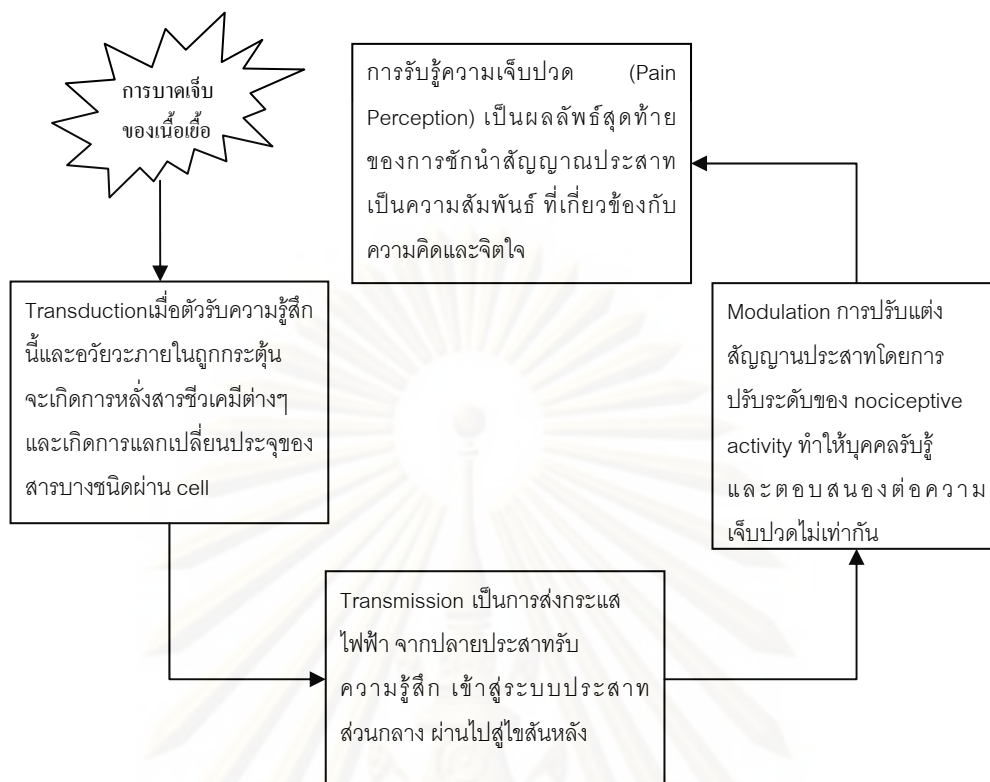 การบาดเจ็บ
ของเนื้อเยื้อ
Transductionเมื่อตัวรับความรู้สึก
นี้และอวัยวะภายในถูกกระตุ้น
จะเกิดการหลั่งสารชีวเคมีต่างๆ
และเกิดการแลกเปลี่ยนประจุของ
สารบางชนิดผ่าน cell
Transmission เป็นการส่งกระแส
ไฟฟ้า จากปลายประสาทรับ
ความรู้สึก เข้าสู่ระบบประสาท
ส่วนกลาง ผ่านไปสู่ไขสันหลัง
Modulation การปรับแต่ง
สัญญานประสาทโดยการ
ปรับระดับของ nociceptive
activity ทำให้บุคคลรับรู้
และตอบสนองต่อความ
เจ็บปวดไม่เท่ากัน
การรับรู้ความเจ็บปวด (Pain
Perception) เป็นผลลัพธ์สุดท้าย
ของการชักนำสัญญาณประสาท
เป็นความสัมพันธ์ ที่เกี่ยวข้องกับ
ความคิดและจิตใจ